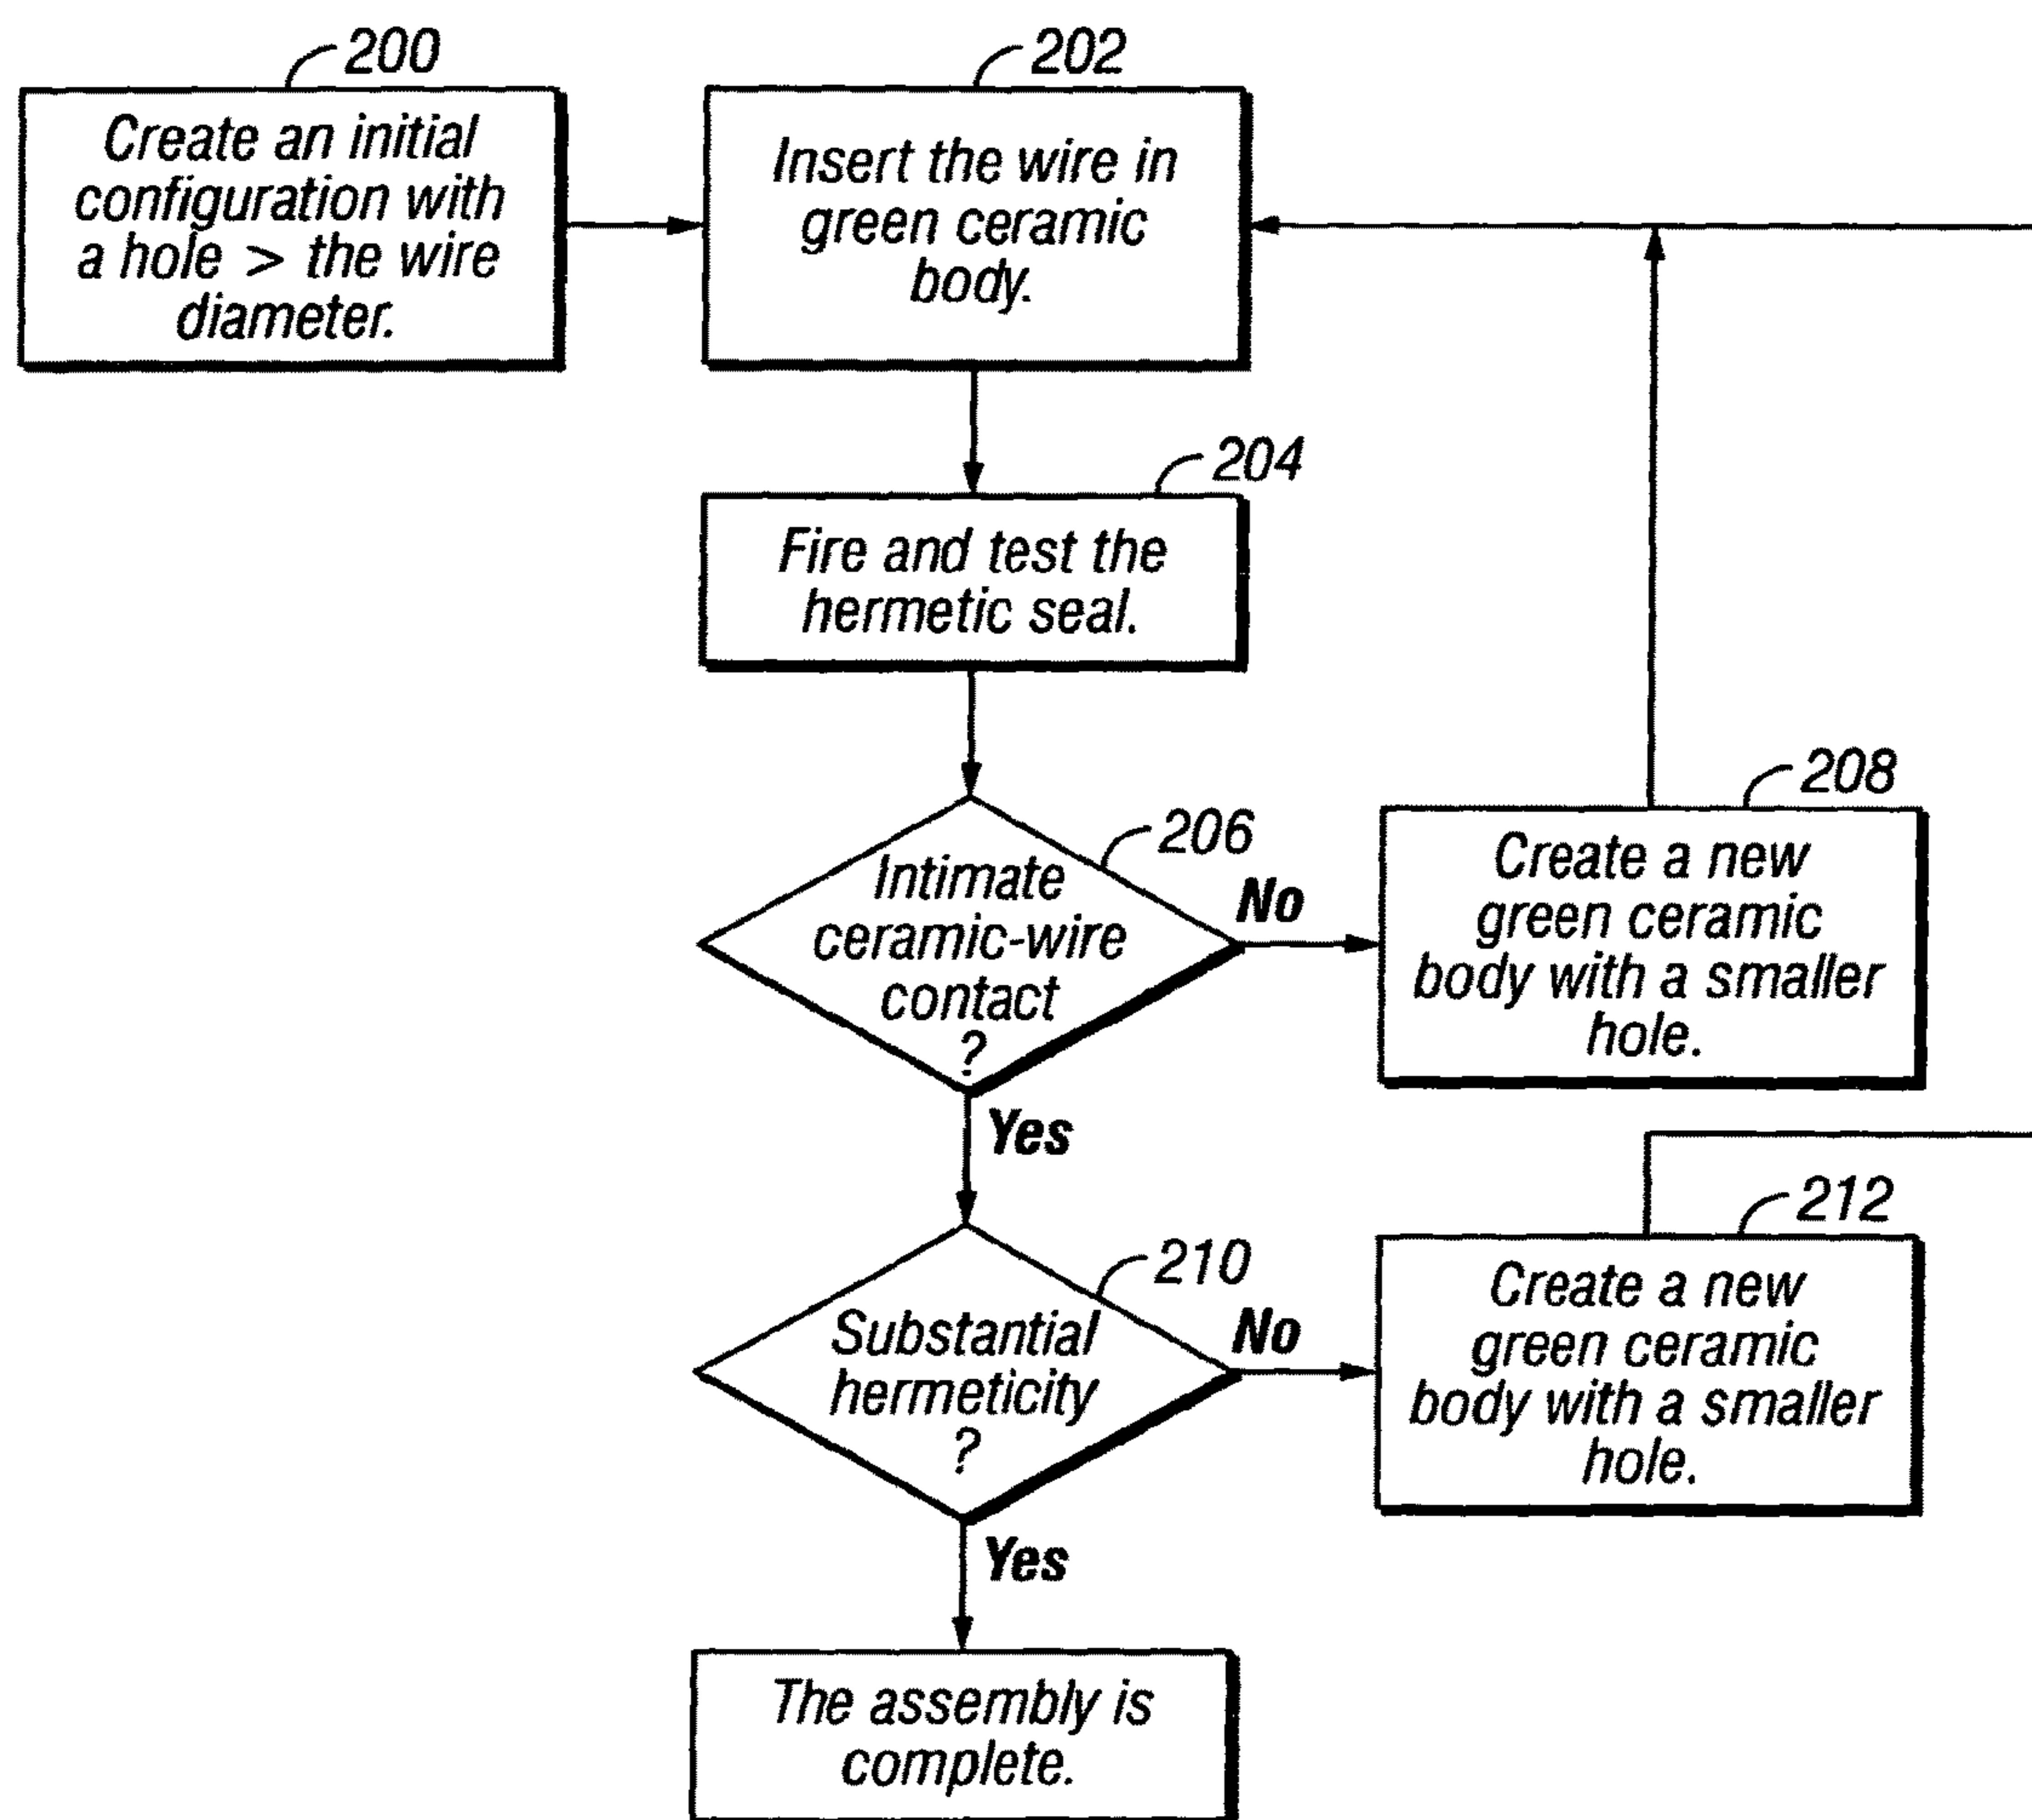 200
Create an initial
configuration with
a hole > the wire
diameter.
202
Insert the wire in
green ceramic
body.
204
Fire and test the
hermetic seal.
206
Intimate
ceramic-wire
contact
?
No
208
Create a new
green ceramic
body with a smaller
hole.
Yes
210
Substantial
hermeticity
?
No
212
Create a new
green ceramic
body with a smaller
hole.
Yes
The assembly is
complete.